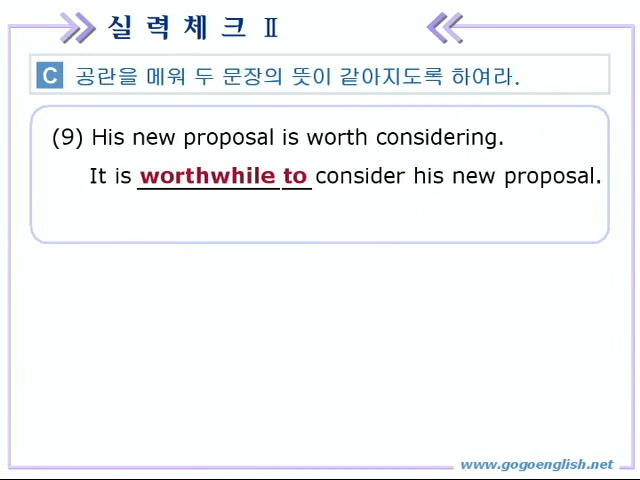 실 력 체 크 Ⅱ
C 공란을 메워 두 문장의 뜻이 같아지도록 하여라.
(9) His new proposal is worth considering.
It is worthwhile to consider his new proposal.
www.gogoenglish.net